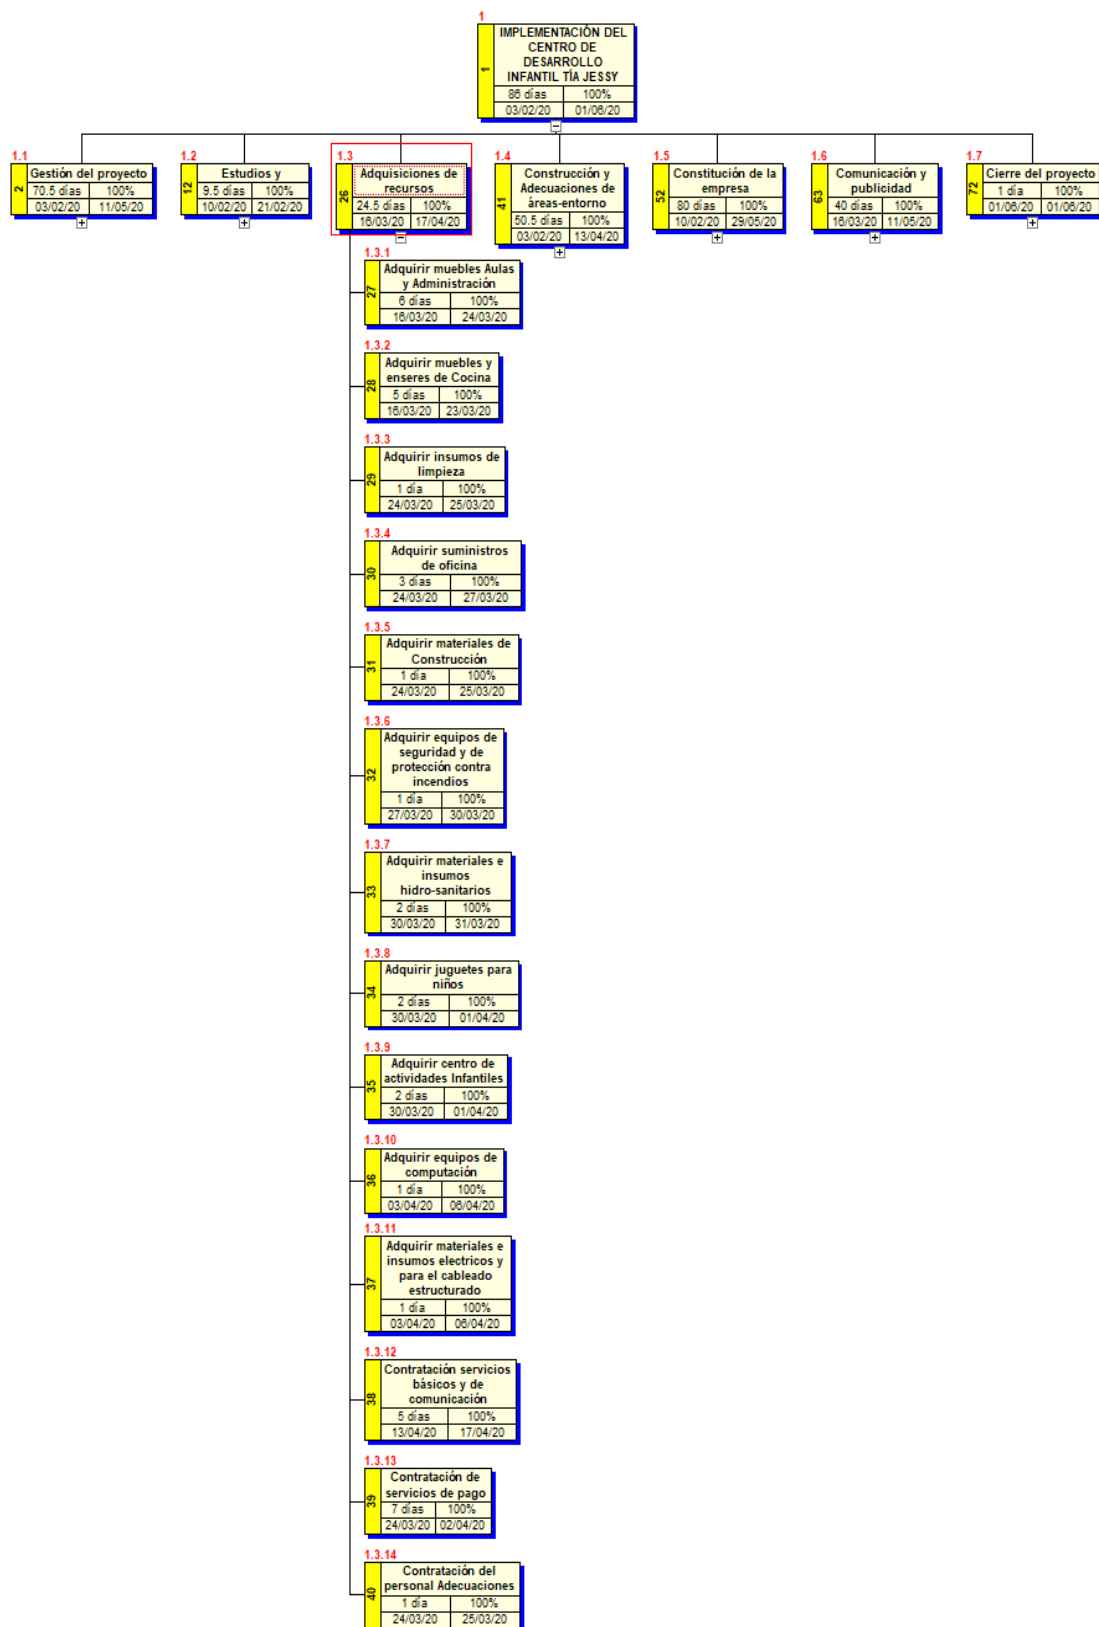 1
IMPLEMENTACIÓN DEL
CENTRO DE
DESARROLLO
INFANTIL TÍA JESSY
1
86 días 100%
03/02/20 01/06/20
1.1
Gestión del proyecto
2
70.5 días 100%
03/02/20 11/05/20
1.2
Estudios y
12
9.5 días 100%
10/02/20 21/02/20
1.3
Adquisiciones de
recursos
26
24.5 días 100%
16/03/20 17/04/20
1.4
Construcción y
Adecuaciones de
áreas-entorno
41
50.5 días 100%
03/02/20 13/04/20
1.5
Constitución de la
empresa
52
80 días 100%
10/02/20 29/05/20
1.6
Comunicación y
publicidad
63
40 días 100%
16/03/20 11/05/20
1.7
Cierre del proyecto
72
1 día 100%
01/06/20 01/06/20
1.3.1
Adquirir muebles Aulas
y Administración
27
6 días 100%
16/03/20 24/03/20
1.3.2
Adquirir muebles y
enseres de Cocina
28
5 días 100%
16/03/20 23/03/20
1.3.3
Adquirir insumos de
limpieza
29
1 día 100%
24/03/20 25/03/20
1.3.4
Adquirir suministros
de oficina
30
3 días 100%
24/03/20 27/03/20
1.3.5
Adquirir materiales de
Construcción
31
1 día 100%
24/03/20 25/03/20
1.3.6
Adquirir equipos de
seguridad y de
protección contra
incendios
32
1 día 100%
27/03/20 30/03/20
1.3.7
Adquirir materiales e
insumos
hidro-sanitarios
33
2 días 100%
30/03/20 31/03/20
1.3.8
Adquirir juguetes para
niños
34
2 días 100%
30/03/20 01/04/20
1.3.9
Adquirir centro de
actividades Infantiles
35
2 días 100%
30/03/20 01/04/20
1.3.10
Adquirir equipos de
computación
36
1 día 100%
03/04/20 06/04/20
1.3.11
Adquirir materiales e
insumos electricos y
para el cableado
estructurado
37
1 día 100%
03/04/20 06/04/20
1.3.12
Contratación servicios
básicos y de
comunicación
38
5 días 100%
13/04/20 17/04/20
1.3.13
Contratación de
servicios de pago
39
7 días 100%
24/03/20 02/04/20
1.3.14
Contratación del
personal Adecuaciones
40
1 día 100%
24/03/20 25/03/20